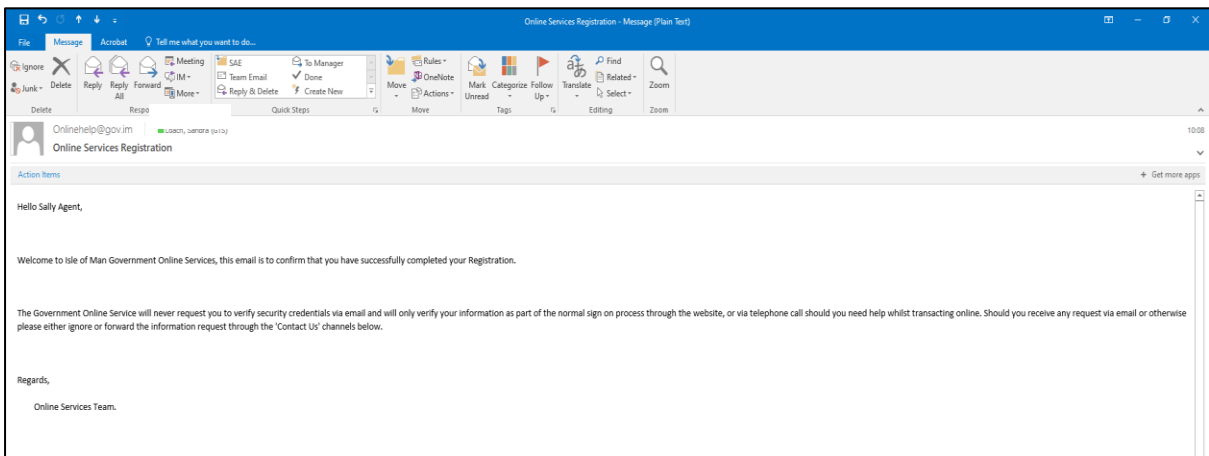 Online Services Registration - Message (Plain Text)
File Message Acrobat Tell me what you want to do...
Ignore
Junk
Delete
Reply
Reply All
Forward
Meeting
IM
More
SAE
Team Email
Reply & Delete
To Manager
Done
Create New
Move
Rules
OneNote
Actions
Mark Unread
Categorize
Follow Up
Translate
Find
Related
Select
Zoom
Delete Quick Steps Move Tags Editing Zoom
Onlinehelp@gov.im
10:08
Online Services Registration
Action Items + Get more apps
Hello Sally Agent,
Welcome to Isle of Man Government Online Services, this email is to confirm that you have successfully completed your Registration.
The Government Online Service will never request you to verify security credentials via email and will only verify your information as part of the normal sign on process through the website, or via telephone call should you need help whilst transacting online. Should you receive any request via email or otherwise
please either ignore or forward the information request through the 'Contact Us' channels below.
Regards,
Online Services Team.